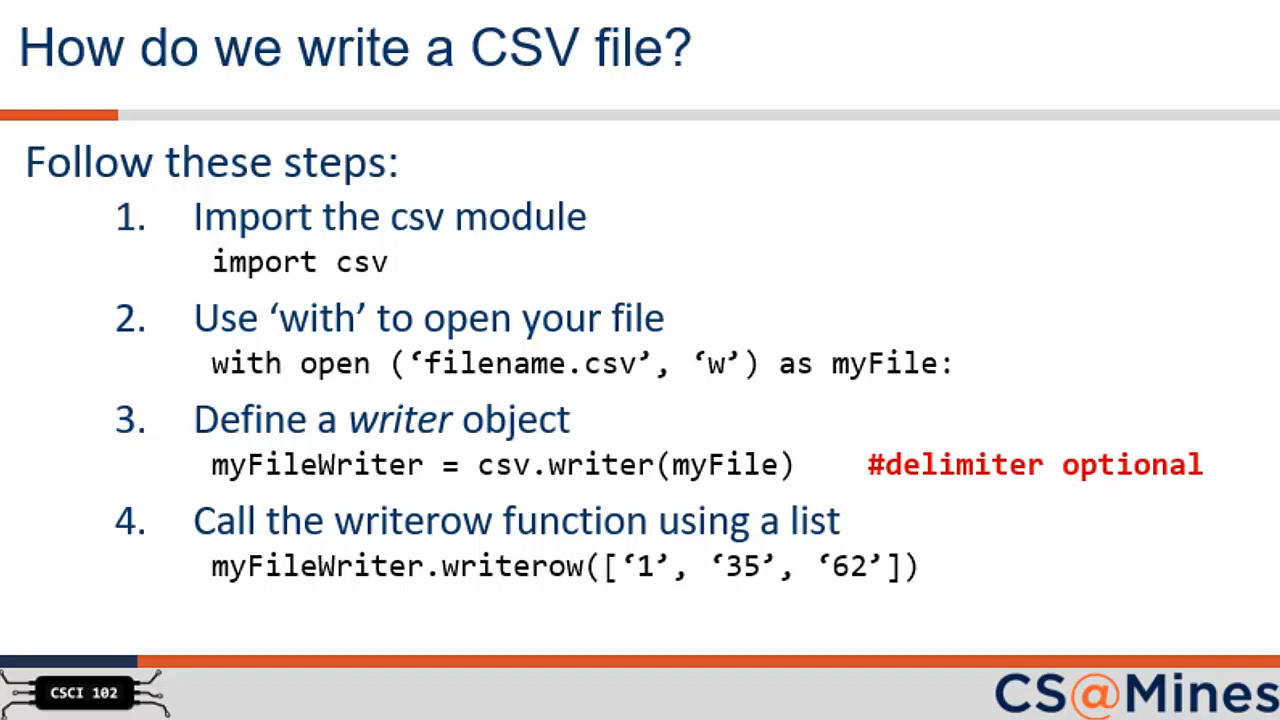 How do we write a CSV file?
Follow these steps:
1. Import the csv module
import csv
2. Use ‘with’ to open your file
with open (‘filename.csv’, ‘w’) as myFile:
3. Define a writer object
myFileWriter = csv.writer(myFile) #delimiter optional
4. Call the writerow function using a list
myFileWriter.writerow([‘1’, ‘35’, ‘62’])
CSCI 102
CS@Mines